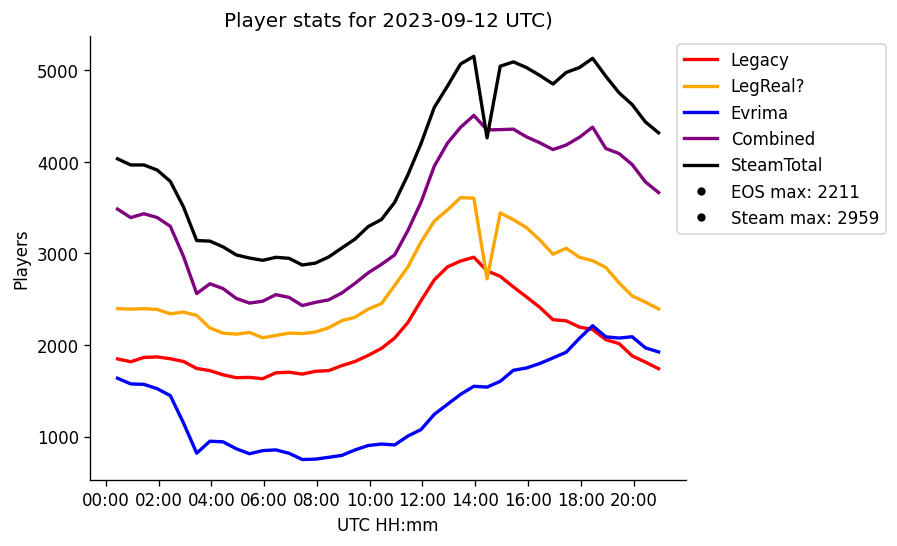 Player stats for 2023-09-12 UTC)
Players
5000
4000
3000
2000
1000
00:00 02:00 04:00 06:00 08:00 10:00 12:00 14:00 16:00 18:00 20:00
UTC HH:mm
Legacy
LegReal?
Evrima
Combined
SteamTotal
EOS max: 2211
Steam max: 2959